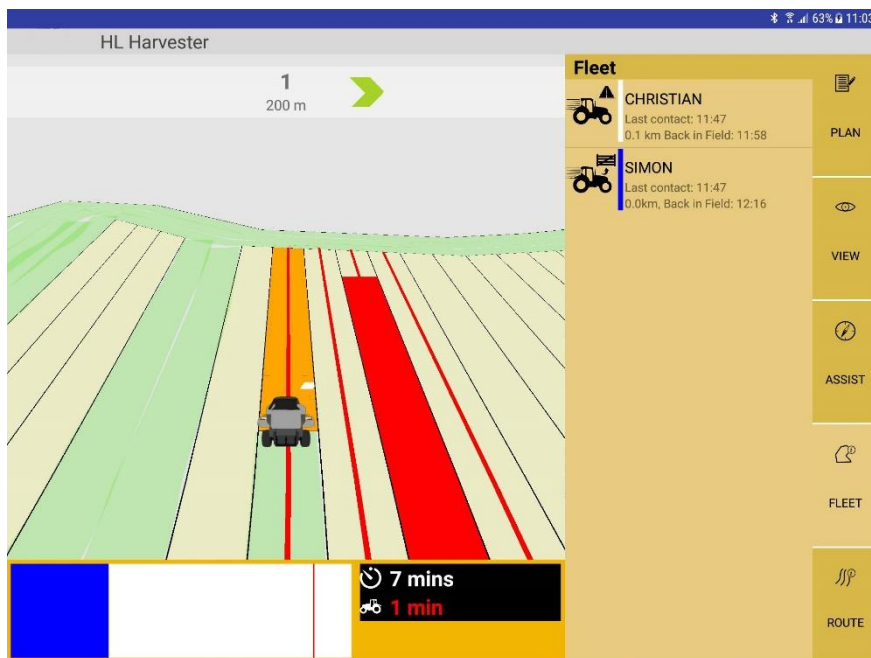 63% 11:03
HL Harvester
1
200 m
Fleet
CHRISTIAN
Last contact: 11:47
0.1 km Back in Field: 11:58
SIMON
Last contact: 11:47
0.0km, Back in Field: 12:16
PLAN
VIEW
ASSIST
FLEET
ROUTE
7 mins
1 min